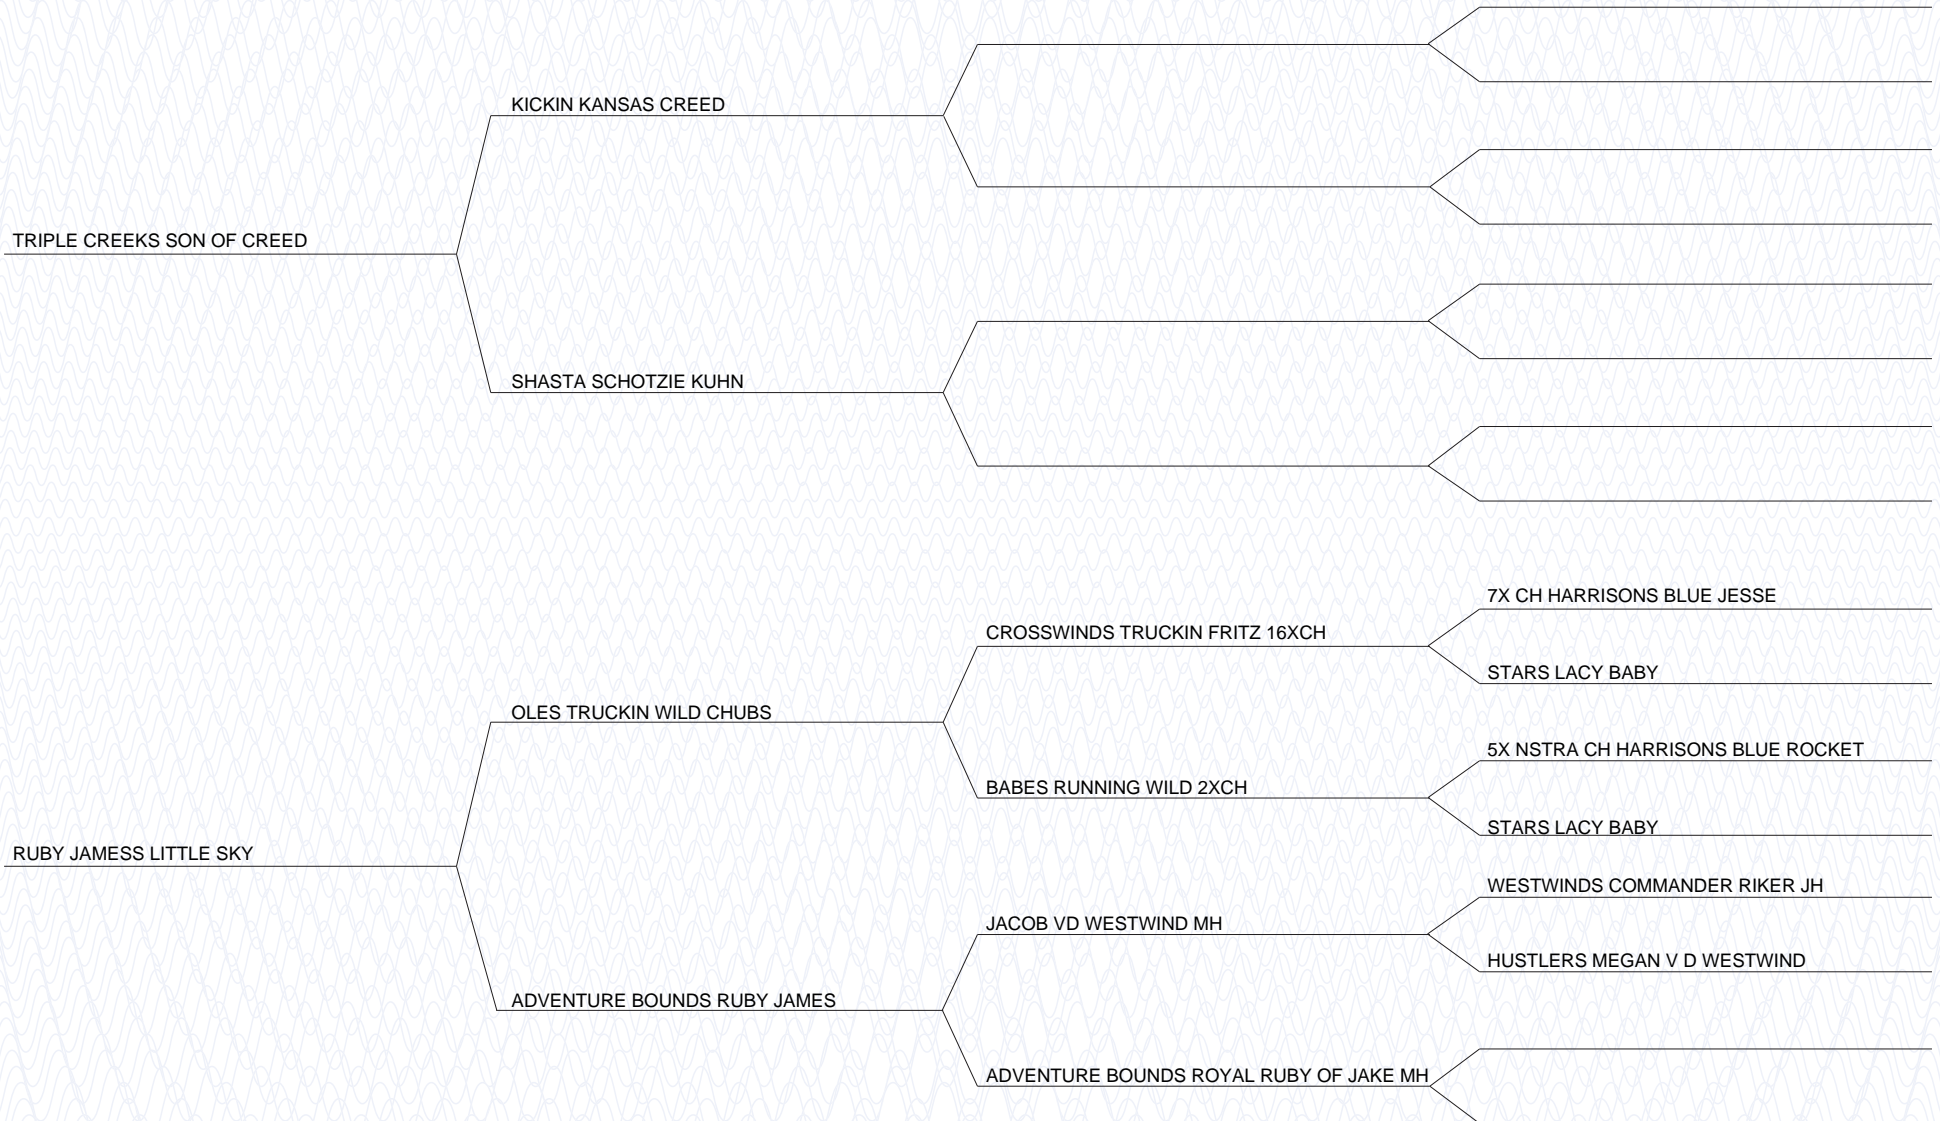 KICKIN KANSAS CREED
TRIPLE CREEKS SON OF CREED
SHASTA SCHOTZIE KUHN
7X CH HARRISONS BLUE JESSE
CROSSWINDS TRUCKIN FRITZ 16XCH
STARS LACY BABY
OLES TRUCKIN WILD CHUBS
5X NSTRA CH HARRISONS BLUE ROCKET
BABES RUNNING WILD 2XCH
STARS LACY BABY
RUBY JAMESS LITTLE SKY
WESTWINDS COMMANDER RIKER JH
JACOB VD WESTWIND MH
HUSTLERS MEGAN V D WESTWIND
ADVENTURE BOUNDS RUBY JAMES
ADVENTURE BOUNDS ROYAL RUBY OF JAKE MH